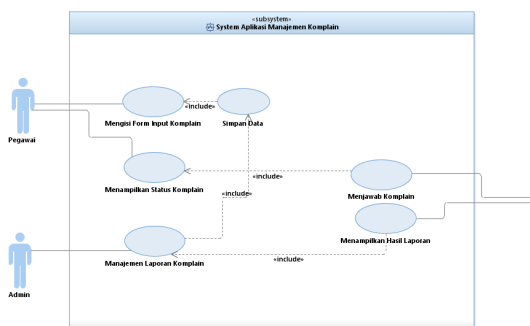 «subsystem»
System Aplikasi Manajemen Komplain
Mengisi Form Input Komplain
«include»
Simpan Data
Pegawai
«include»
Menampilkan Status Komplain
«include»
Menjawab Komplain
Menampilkan Hasil Laporan
Manajemen Laporan Komplain
«include»
Admin